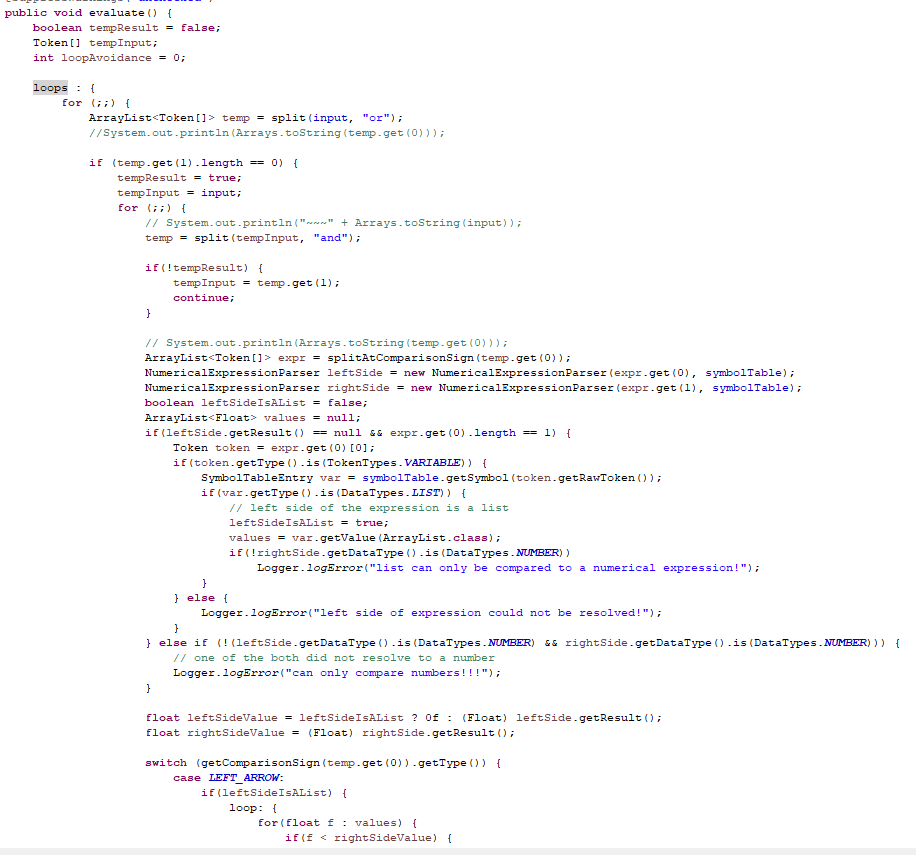 public void evaluate() {
boolean tempResult = false;
Token[] tempInput;
int loopAvoidance = 0;
loops : {
for (;;) {
ArrayList<Token[]> temp = split(input, "or");
//System.out.println(Arrays.toString(temp.get(0)));
if (temp.get(1).length == 0) {
tempResult = true;
tempInput = input;
for (;;) {
// System.out.println("~~~" + Arrays.toString(input));
temp = split(tempInput, "and");
if(!tempResult) {
tempInput = temp.get(1);
continue;
}
// System.out.println(Arrays.toString(temp.get(0)));
ArrayList<Token[]> expr = splitAtComparisonSign(temp.get(0));
NumericalExpressionParser leftSide = new NumericalExpressionParser(expr.get(0), symbolTable);
NumericalExpressionParser rightSide = new NumericalExpressionParser(expr.get(1), symbolTable);
boolean leftSideIsAList = false;
ArrayList<Float> values = null;
if(leftSide.getResult() == null && expr.get(0).length == 1) {
Token token = expr.get(0)[0];
if(token.getType().is(TokenTypes.VARIABLE)) {
SymbolTableEntry var = symbolTable.getSymbol(token.getRawToken());
if(var.getType().is(DataTypes.LIST)) {
// left side of the expression is a list
leftSideIsAList = true;
values = var.getValue(ArrayList.class);
if(!rightSide.getDataType().is(DataTypes.NUMBER))
Logger.logError("list can only be compared to a numerical expression!");
}
} else {
Logger.logError("left side of expression could not be resolved!");
}
} else if (!(leftSide.getDataType().is(DataTypes.NUMBER) && rightSide.getDataType().is(DataTypes.NUMBER))) {
// one of the both did not resolve to a number
Logger.logError("can only compare numbers!!!");
}
float leftSideValue = leftSideIsAList ? 0f : (Float) leftSide.getResult();
float rightSideValue = (Float) rightSide.getResult();
switch (getComparisonSign(temp.get(0)).getType()) {
case LEFT_ARROW:
if(leftSideIsAList) {
loop: {
for(float f : values) {
if(f < rightSideValue) {